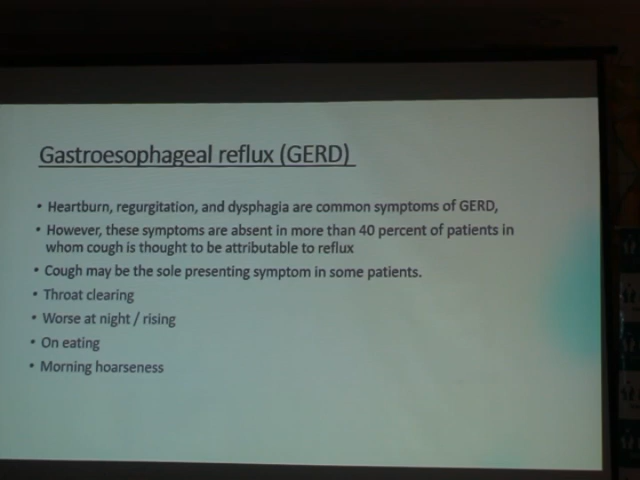 Gastroesophageal reflux (GERD)
• Heartburn, regurgitation, and dysphagia are common symptoms of GERD,
• However, these symptoms are absent in more than 40 percent of patients in
whom cough is thought to be attributable to reflux
• Cough may be the sole presenting symptom in some patients.
• Throat clearing
• Worse at night / rising
• On eating
• Morning hoarseness